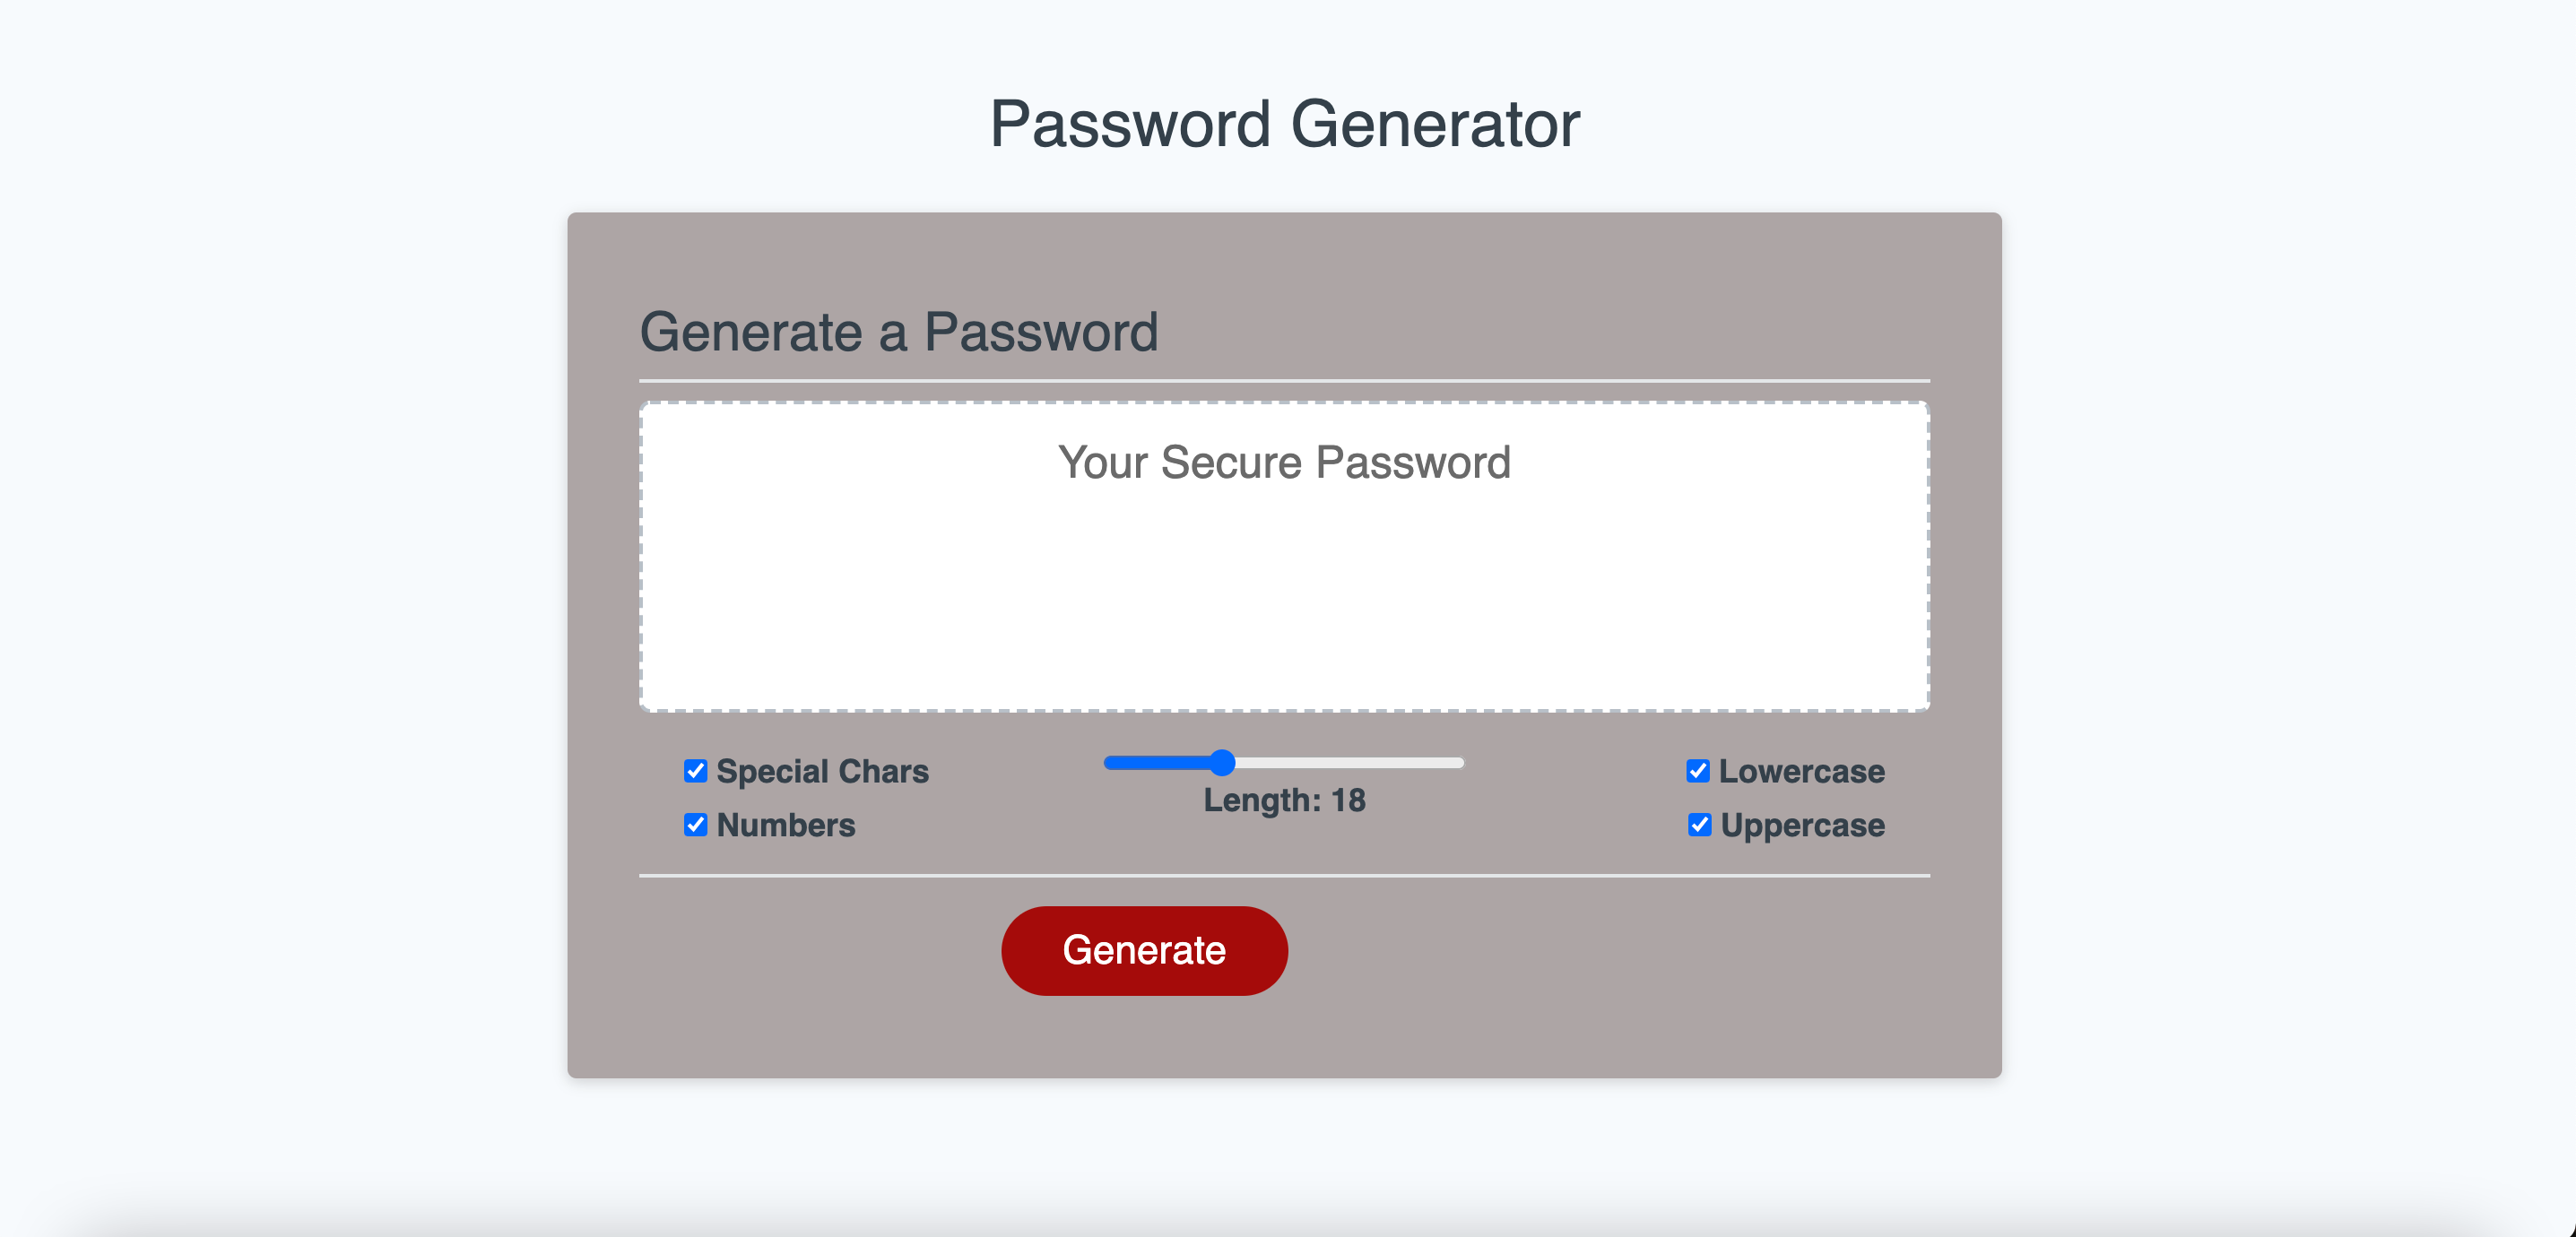 Password Generator
Generate a Password
Your Secure Password
Special Chars
Numbers
Length: 18
Lowercase
Uppercase
Generate